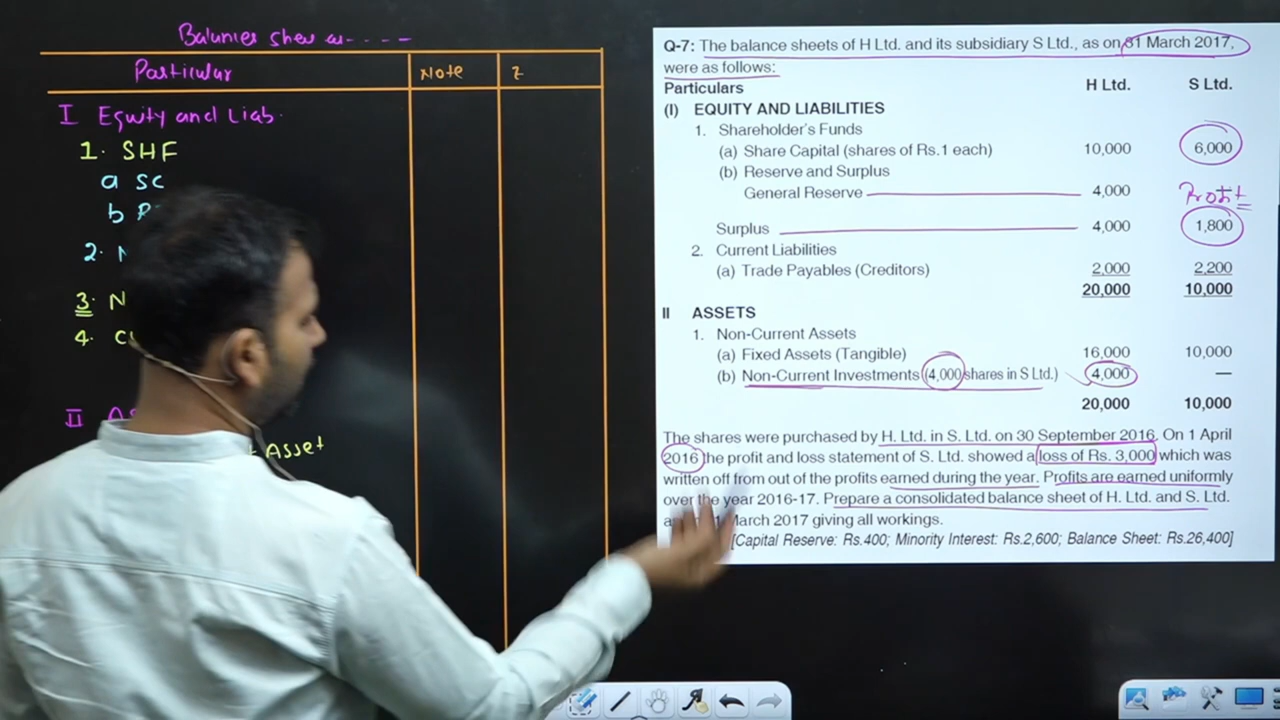 Balunies shew as-----
Particular Note ₹
I Equity and Liab.
1. SHF
a SC
b R
2. N
3. N
4. C
II AS
Asset
Q-7: The balance sheets of H Ltd. and its subsidiary S Ltd., as on 31 March 2017,
were as follows:
Particulars H Ltd. S Ltd.
(I) EQUITY AND LIABILITIES
1. Shareholder's Funds
(a) Share Capital (shares of Rs.1 each) 10,000 6,000
(b) Reserve and Surplus
General Reserve 4,000 Profit
Surplus 4,000 1,800
2. Current Liabilities
(a) Trade Payables (Creditors) 2,000 2,200
20,000 10,000
II ASSETS
1. Non-Current Assets
(a) Fixed Assets (Tangible) 16,000 10,000
(b) Non-Current Investments (4,000 shares in S Ltd.) 4,000 —
20,000 10,000
The shares were purchased by H. Ltd. in S. Ltd. on 30 September 2016. On 1 April
2016 the profit and loss statement of S. Ltd. showed a loss of Rs. 3,000 which was
written off from out of the profits earned during the year. Profits are earned uniformly
over the year 2016-17. Prepare a consolidated balance sheet of H. Ltd. and S. Ltd.
March 2017 giving all workings.
[Capital Reserve: Rs.400; Minority Interest: Rs.2,600; Balance Sheet: Rs.26,400]